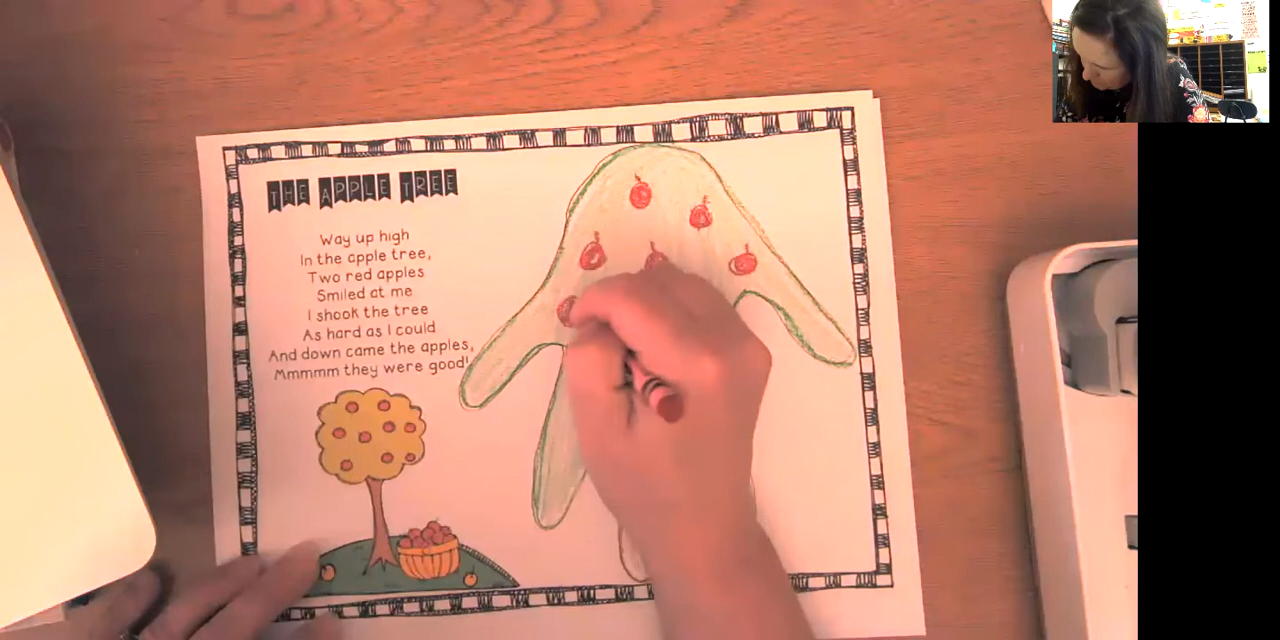 THE APPLE TREE
Way up high
In the apple tree,
Two red apples
Smiled at me
I shook the tree
As hard as I could
And down came the apples,
Mmmmm they were good!